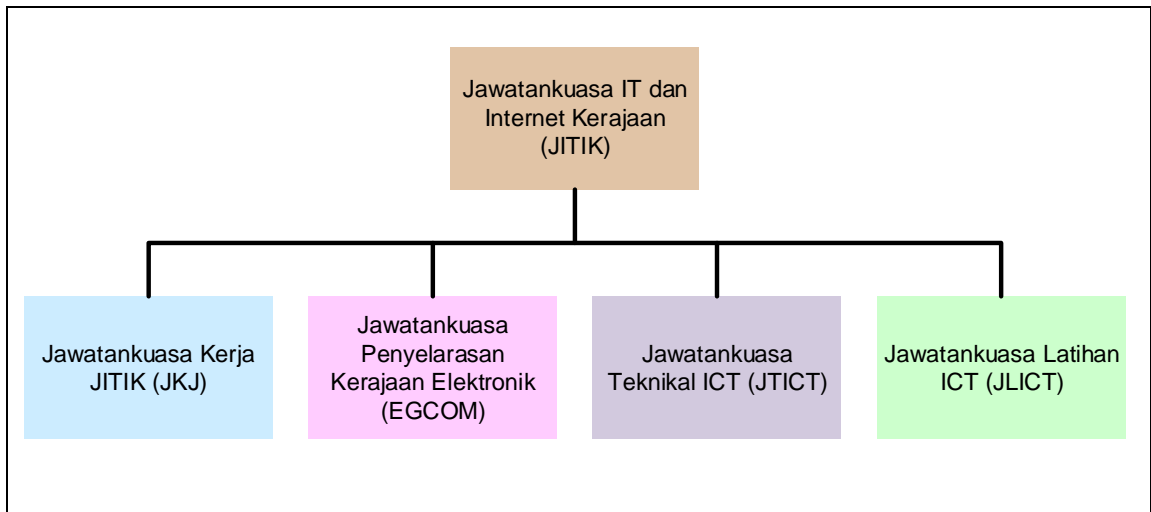 Jawatankuasa IT dan
Internet Kerajaan
(JITIK)
Jawatankuasa Kerja
JITIK (JKJ)
Jawatankuasa
Penyelarasan
Kerajaan Elektronik
(EGCOM)
Jawatankuasa
Teknikal ICT (JTICT)
Jawatankuasa Latihan
ICT (JLICT)